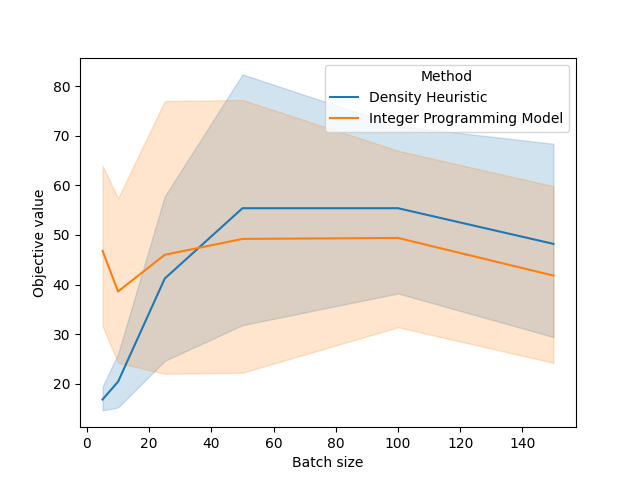 Method
Density Heuristic
Integer Programming Model
80
70
60
50
40
30
20
Objective value
0 20 40 60 80 100 120 140
Batch size